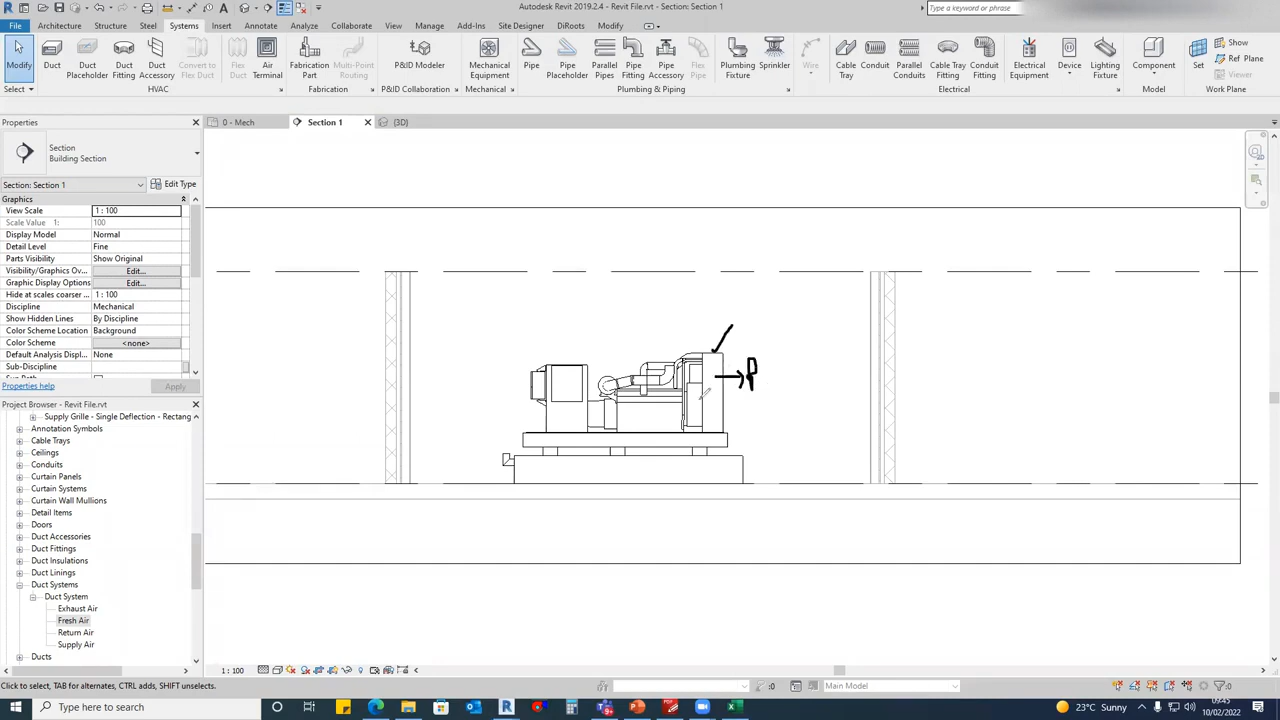 Autodesk Revit 2019.2.4 - Revit File.rvt - Section: Section 1
Type a keyword or phrase
File Architecture Structure Steel Systems Insert Annotate Analyze Collaborate View Manage Add-Ins DiRoots Site Designer Modify
Modify
Duct
Duct Placeholder
Duct Fitting
Duct Accessory
Convert to Flex Duct
Flex Duct
Air Terminal
Fabrication Part
Multi-Point Routing
P&ID Modeler
Mechanical Equipment
Pipe
Pipe Placeholder
Parallel Pipes
Pipe Fitting
Pipe Accessory
Flex Pipe
Plumbing Fixture
Sprinkler
Wire
Cable Tray
Conduit
Parallel Conduits
Cable Tray Fitting
Conduit Fitting
Electrical Equipment
Device
Lighting Fixture
Component
Set
Show
Ref Plane
Viewer
Select HVAC Fabrication P&ID Collaboration Mechanical Plumbing & Piping Electrical Model Work Plane
Properties
0 - Mech
Section 1
{3D}
Section
Building Section
Section: Section 1
Edit Type
Graphics
View Scale 1 : 100
Scale Value 1: 100
Display Model Normal
Detail Level Fine
Parts Visibility Show Original
Visibility/Graphics Ov... Edit...
Graphic Display Options Edit...
Hide at scales coarser ... 1 : 100
Discipline Mechanical
Show Hidden Lines By Discipline
Color Scheme Location Background
Color Scheme <none>
Default Analysis Displ... None
Sub-Discipline
Properties help
Apply
Project Browser - Revit File.rvt
Supply Grille - Single Deflection - Rectang
Annotation Symbols
Cable Trays
Ceilings
Conduits
Curtain Panels
Curtain Systems
Curtain Wall Mullions
Detail Items
Doors
Duct Accessories
Duct Fittings
Duct Insulations
Duct Linings
Duct Systems
Duct System
Exhaust Air
Fresh Air
Return Air
Supply Air
Ducts
1 : 100
Click to select, TAB for alternates, CTRL adds, SHIFT unselects.
:0
Main Model
:0
Type here to search
23°C Sunny
09:45
10/02/2022